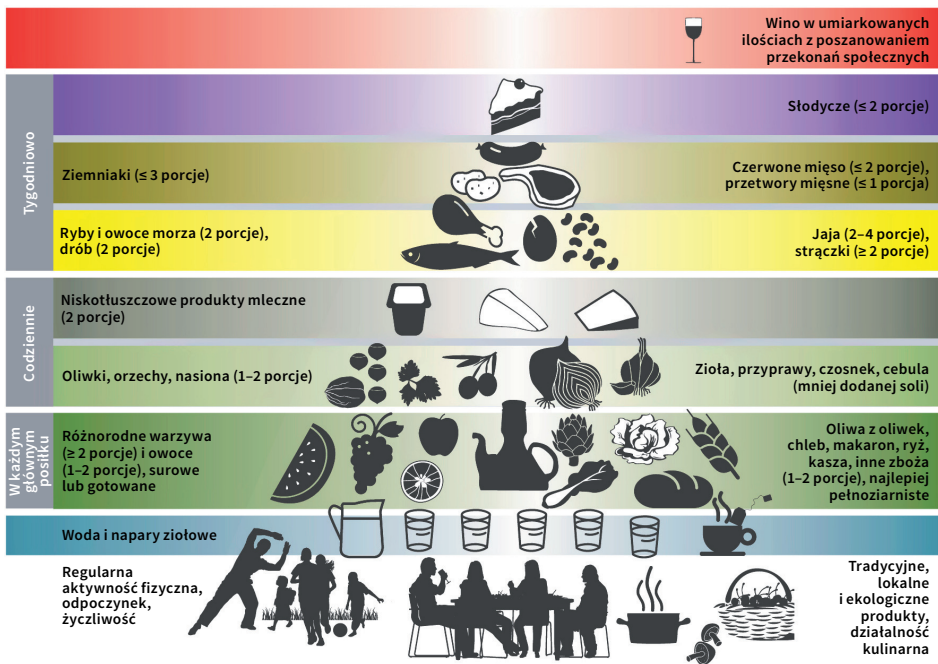 Wino w umiarkowanych
ilościach z poszanowaniem
przekonań społecznych
Tygodniowo
Słodycze (≤ 2 porcje)
Ziemniaki (≤ 3 porcje)
Czerwone mięso (≤ 2 porcje),
przetwory mięsne (≤ 1 porcja)
Ryby i owoce morza (2 porcje),
drób (2 porcje)
Jaja (2–4 porcje),
strączki (≥ 2 porcje)
Codziennie
Niskotłuszczowe produkty mleczne
(2 porcje)
Oliwki, orzechy, nasiona (1–2 porcje)
Zioła, przyprawy, czosnek, cebula
(mniej dodanej soli)
W każdym
głównym
posiłku
Różnorodne warzywa
(≥ 2 porcje) i owoce
(1–2 porcje), surowe
lub gotowane
Oliwa z oliwek,
chleb, makaron, ryż,
kasza, inne zboża
(1–2 porcje), najlepiej
pełnoziarniste
Woda i napary ziołowe
Regularna
aktywność fizyczna,
odpoczynek,
życzliwość
Tradycyjne,
lokalne
i ekologiczne
produkty,
działalność
kulinarna